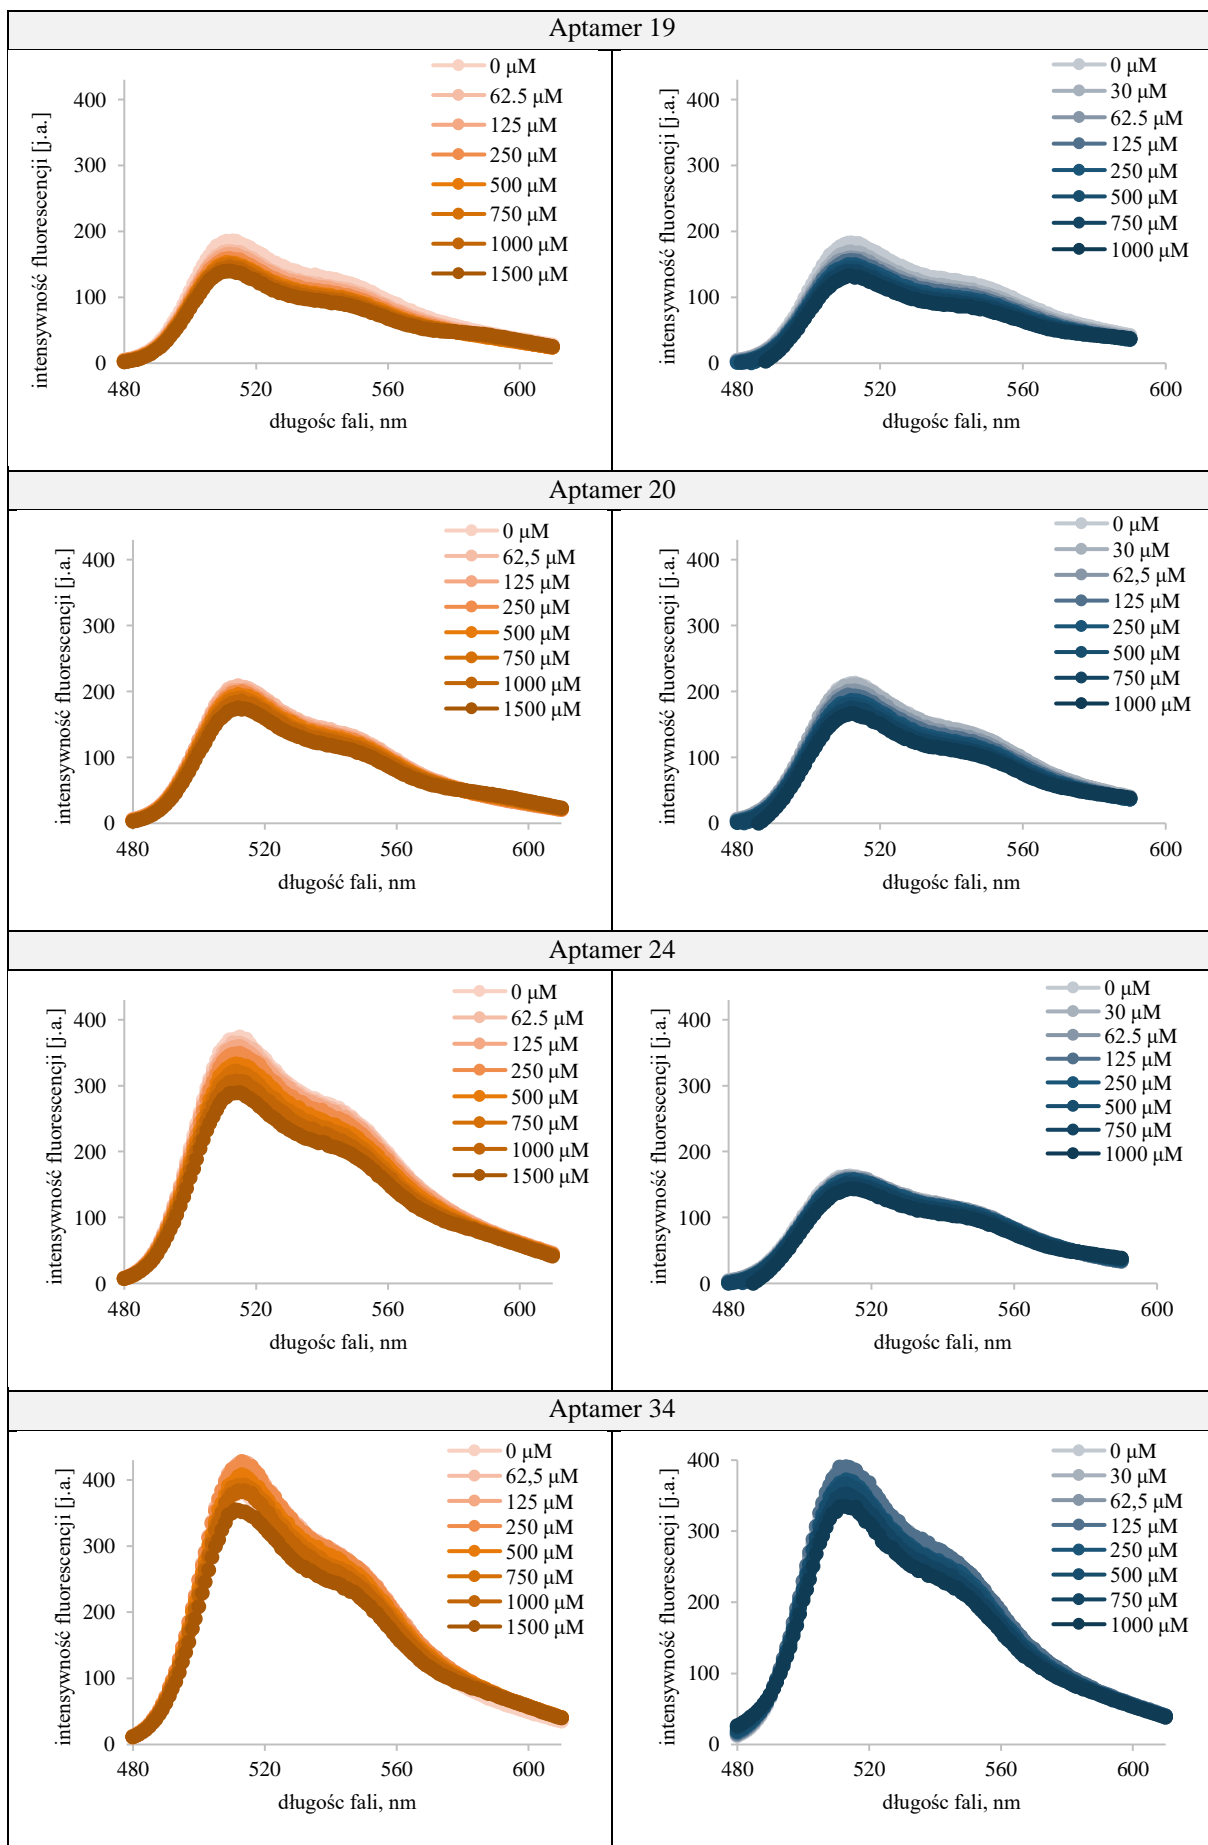 Aptamer 19
intensywność fluorescencji [j.a.]
400
300
200
100
0
480
520
560
600
długośc fali, nm
0 μM
62.5 μM
125 μM
250 μM
500 μM
750 μM
1000 μM
1500 μM
intensywność fluorescencji [j.a.]
400
300
200
100
0
480
520
560
600
długośc fali, nm
0 μM
30 μM
62.5 μM
125 μM
250 μM
500 μM
750 μM
1000 μM
Aptamer 20
intensywność fluorescencji [j.a.]
400
300
200
100
0
480
520
560
600
długość fali, nm
0 μM
62,5 μM
125 μM
250 μM
500 μM
750 μM
1000 μM
1500 μM
intensywność fluorescencji [j.a.]
400
300
200
100
0
480
520
560
600
długość fali, nm
0 μM
30 μM
62,5 μM
125 μM
250 μM
500 μM
750 μM
1000 μM
Aptamer 24
intensywność fluorescencji [j.a.]
400
300
200
100
0
480
520
560
600
długośc fali, nm
0 μM
62.5 μM
125 μM
250 μM
500 μM
750 μM
1000 μM
1500 μM
intensywność fluorescencji [j.a.]
400
300
200
100
0
480
520
560
600
długośc fali, nm
0 μM
30 μM
62.5 μM
125 μM
250 μM
500 μM
750 μM
1000 μM
Aptamer 34
intensywność fluorescencji [j.a.]
400
300
200
100
0
480
520
560
600
długośc fali, nm
0 μM
62,5 μM
125 μM
250 μM
500 μM
750 μM
1000 μM
1500 μM
intensywność fluorescencji [j.a.]
400
300
200
100
0
480
520
560
600
długośc fali, nm
0 μM
30 μM
62,5 μM
125 μM
250 μM
500 μM
750 μM
1000 μM